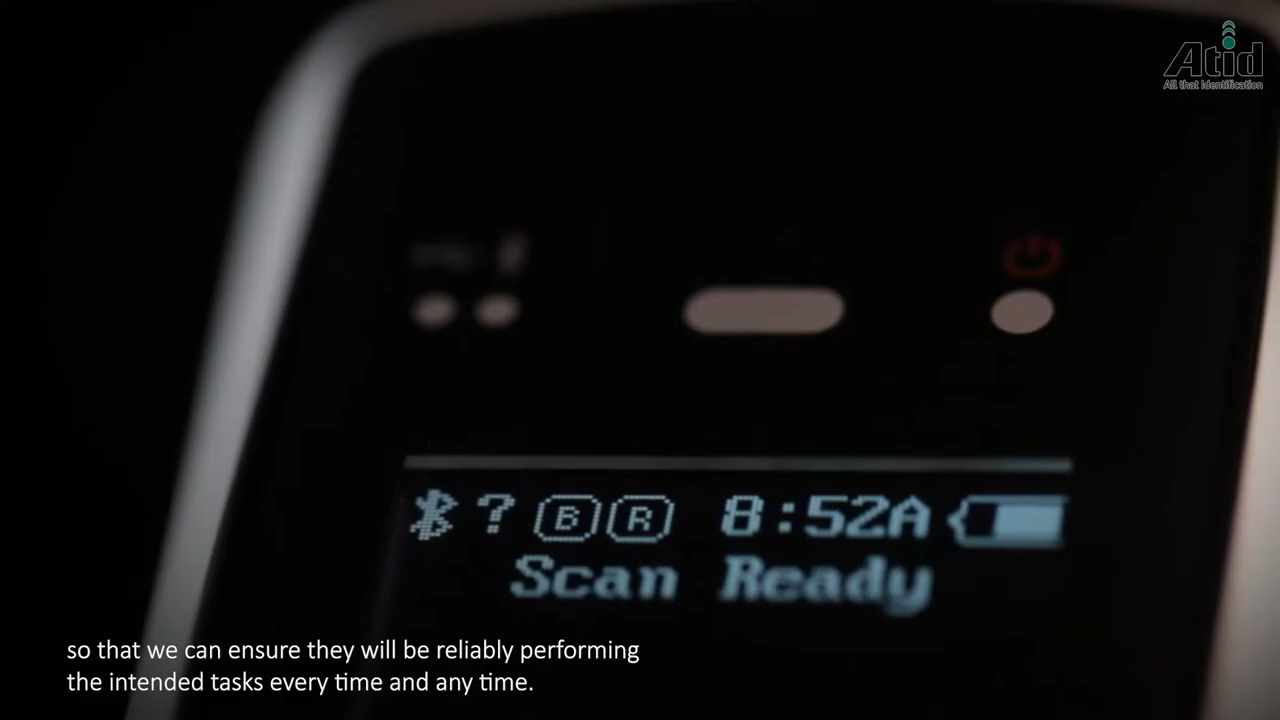 Atid
All that Identification
? B R 8:52A
Scan Ready
so that we can ensure they will be reliably performing
the intended tasks every time and any time.